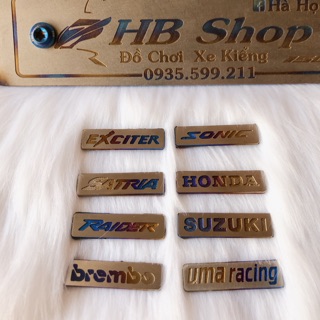 HB Shop
Hà Họ
Đồ Chơi Xe Kiểng
0935.599.211
EXCITER
SONIC
SATRIA
HONDA
RAIDER
SUZUKI
brembo
uma racing